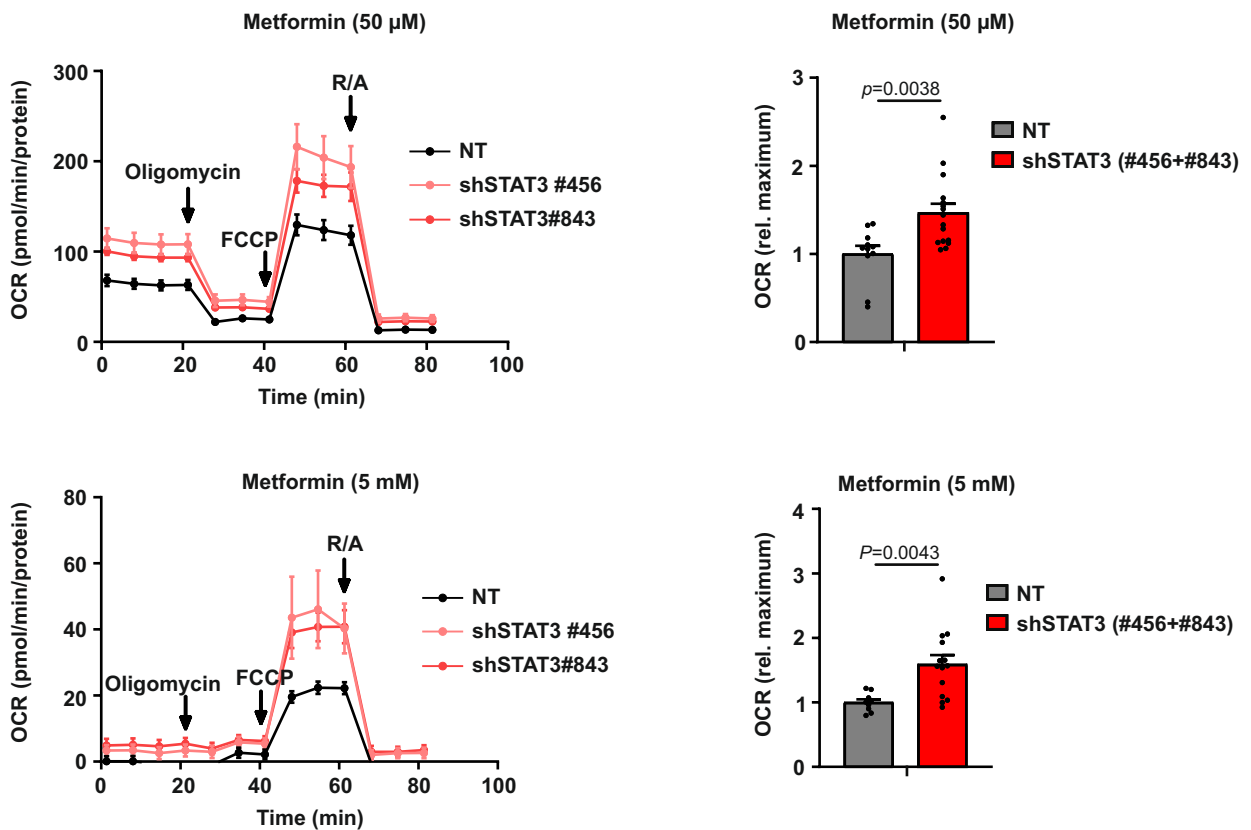 Metformin (50 µM)
OCR (pmol/min/protein)
300
200
100
0
Oligomycin
FCCP
R/A
0 20 40 60 80 100
Time (min)
NT
shSTAT3 #456
shSTAT3#843
Metformin (50 µM)
OCR (rel. maximum)
3
2
1
0
p=0.0038
NT
shSTAT3 (#456+#843)
Metformin (5 mM)
OCR (pmol/min/protein)
80
60
40
20
0
Oligomycin
FCCP
R/A
0 20 40 60 80 100
Time (min)
NT
shSTAT3 #456
shSTAT3#843
Metformin (5 mM)
OCR (rel. maximum)
4
3
2
1
0
P=0.0043
NT
shSTAT3 (#456+#843)